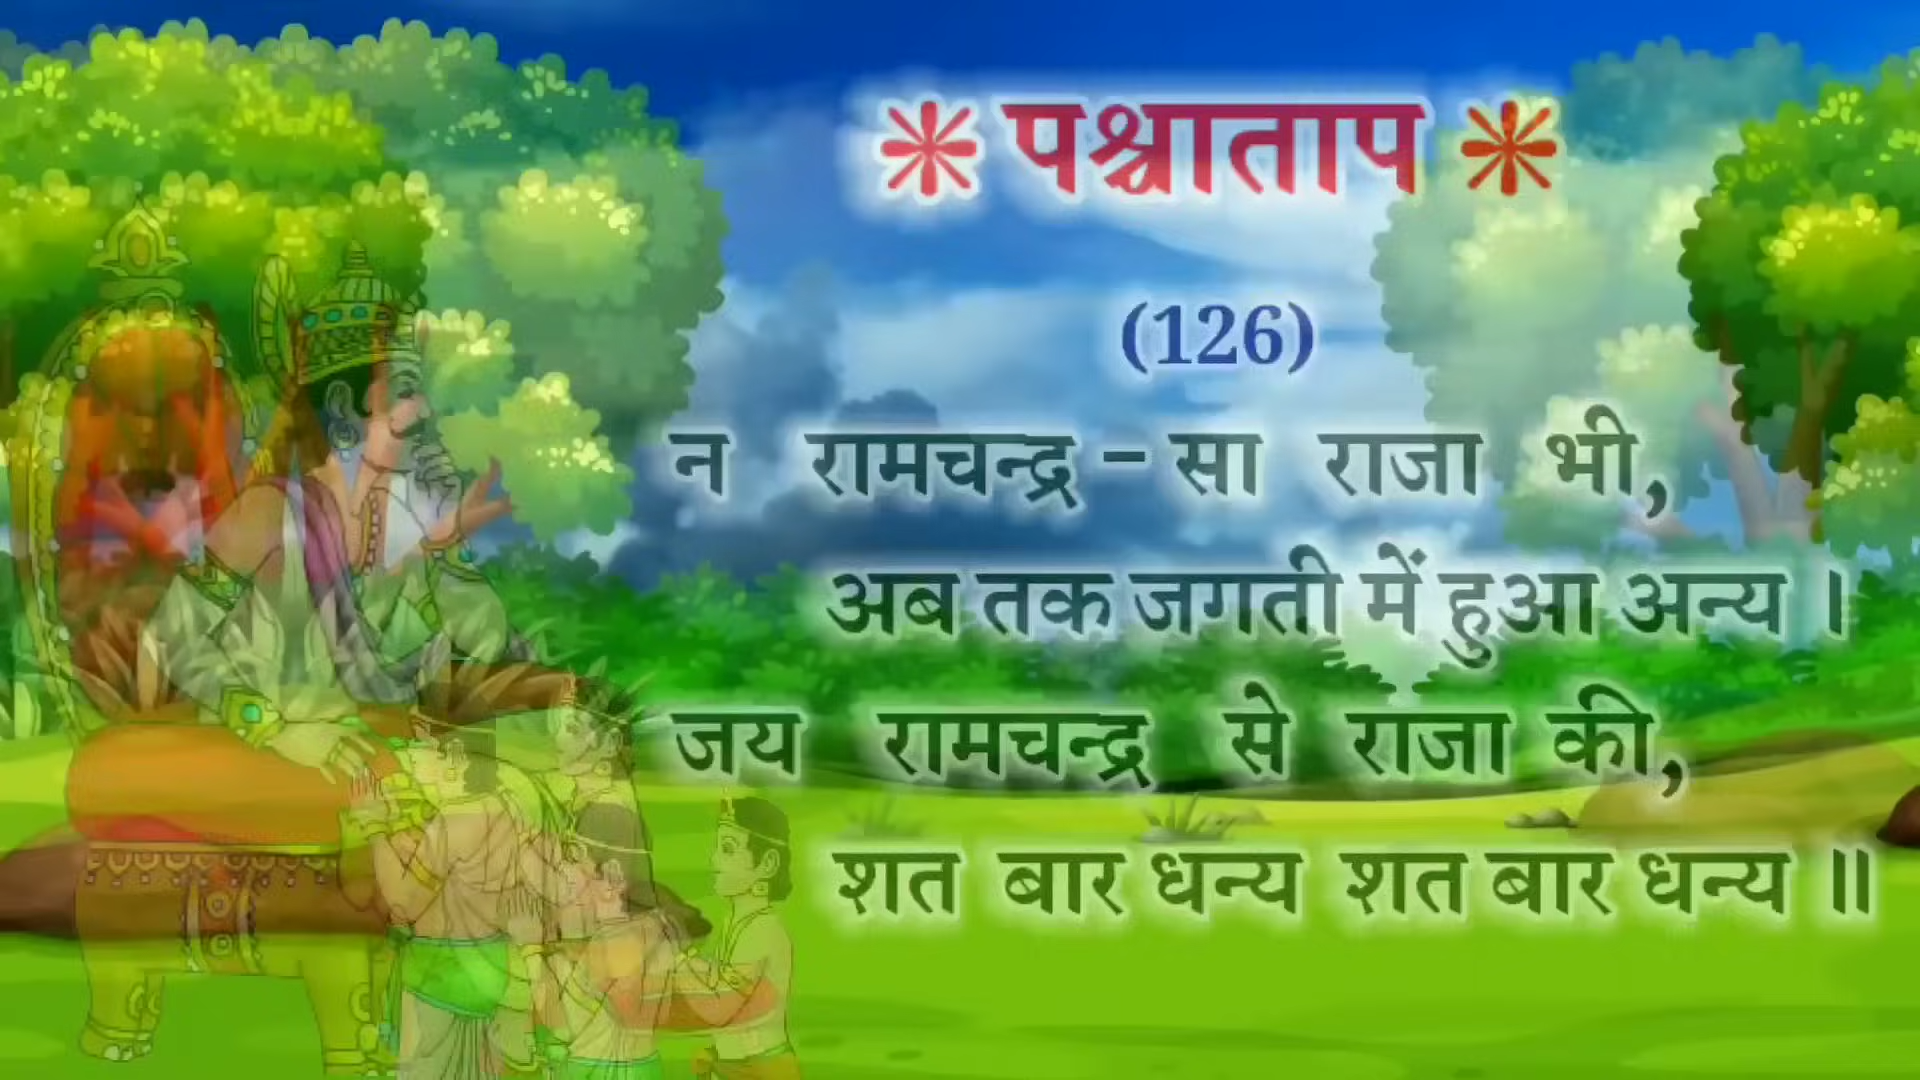 ❋ पश्चाताप ❋
(126)
न रामचन्द्र - सा राजा भी,
अब तक जगती में हुआ अन्य ।
जय रामचन्द्र से राजा की,
शत बार धन्य शत बार धन्य ॥